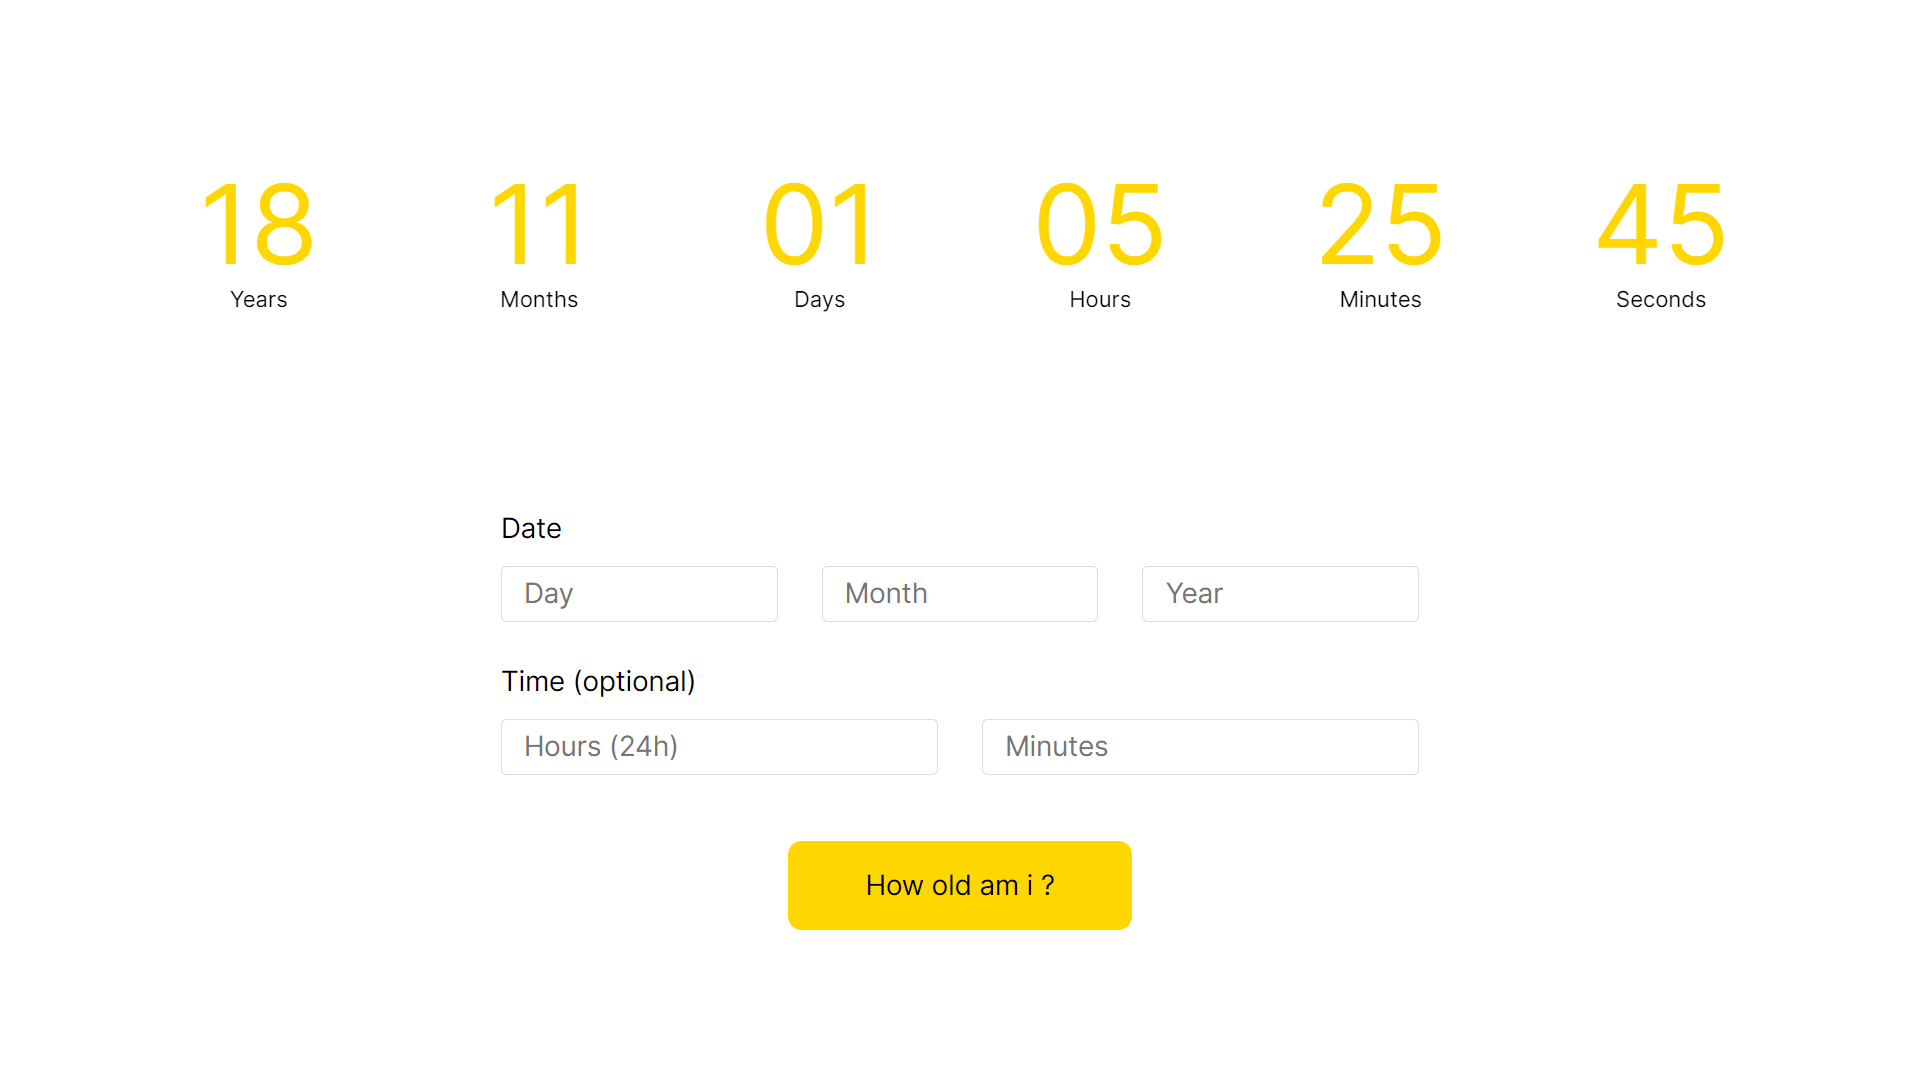 18 11 01 05 25 45
Years Months Days Hours Minutes Seconds
Date
Day Month Year
Time (optional)
Hours (24h) Minutes
How old am i ?